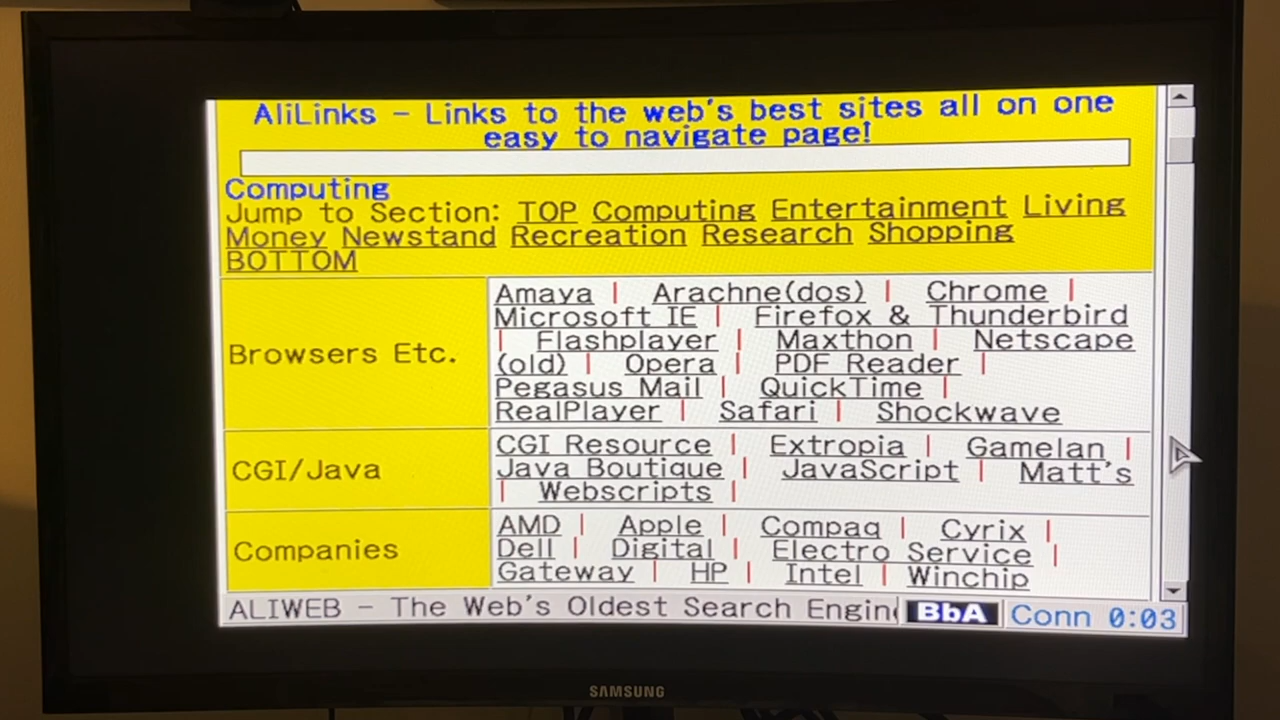 AliLinks - Links to the web's best sites all on one
easy to navigate page!
Computing
Jump to Section: TOP Computing Entertainment Living
Money Newstand Recreation Research Shopping
BOTTOM
Browsers Etc.
Amaya | Arachne(dos) | Chrome |
Microsoft IE | Firefox & Thunderbird
| Flashplayer | Maxthon | Netscape
(old) | Opera | PDF Reader |
Pegasus Mail | QuickTime |
RealPlayer | Safari | Shockwave
CGI/Java
CGI Resource | Extropia | Gamelan |
Java Boutique | JavaScript | Matt's
| Webscripts |
Companies
AMD | Apple | Compaq | Cyrix |
Dell | Digital | Electro Service |
Gateway | HP | Intel | Winchip
ALIWEB - The Web's Oldest Search Engin BbA Conn 0:03
SAMSUNG